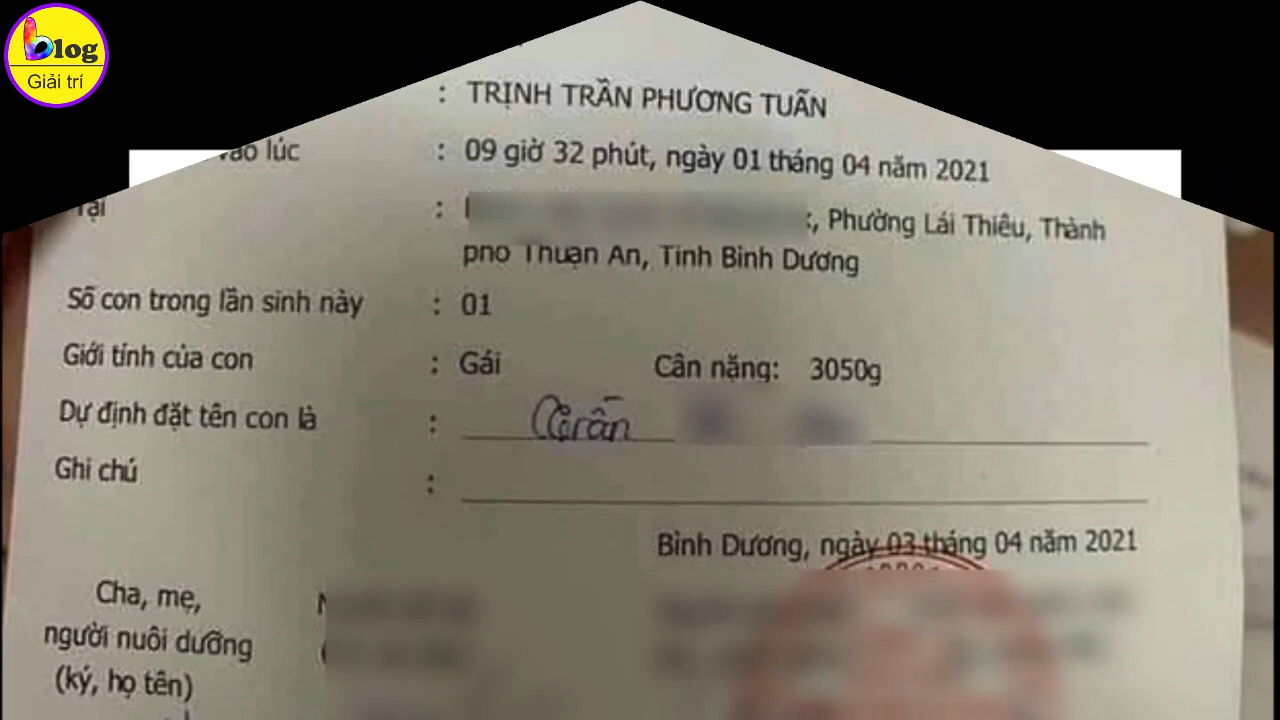 blog
Giải trí
: TRỊNH TRẦN PHƯƠNG TUẤN
vào lúc : 09 giờ 32 phút, ngày 01 tháng 04 năm 2021
Tại : , Phường Lái Thiêu, Thành
phố Thuận An, Tỉnh Bình Dương
Số con trong lần sinh này : 01
Giới tính của con : Gái Cân nặng: 3050g
Dự định đặt tên con là : Trần
Ghi chú :
Bình Dương, ngày 03 tháng 04 năm 2021
Cha, mẹ,
người nuôi dưỡng
(ký, họ tên)